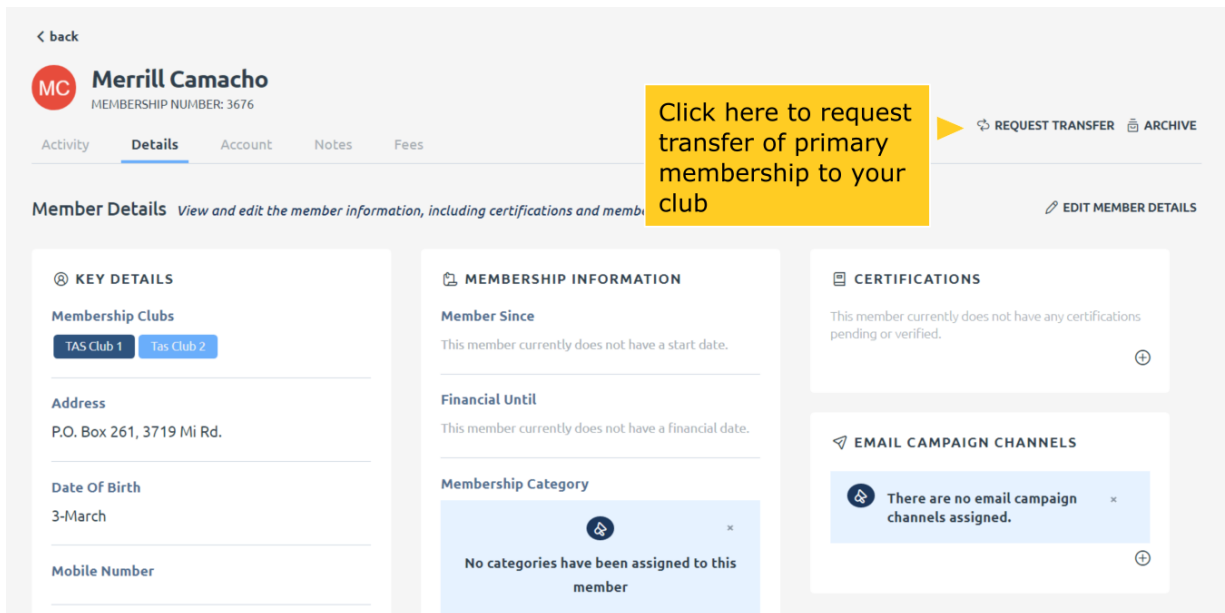 back
MC
Merrill Camacho
MEMBERSHIP NUMBER: 3676
Click here to request
transfer of primary
membership to your
club
REQUEST TRANSFER ARCHIVE
Activity Details Account Notes Fees
Member Details View and edit the member information, including certifications and
EDIT MEMBER DETAILS
KEY DETAILS
Membership Clubs
TAS Club 1 Tas Club 2
Address
P.O. Box 261, 3719 Mi Rd.
Date Of Birth
3-March
Mobile Number
MEMBERSHIP INFORMATION
Member Since
This member currently does not have a start date.
Financial Until
This member currently does not have a financial date.
Membership Category
×
No categories have been assigned to this
member
CERTIFICATIONS
This member currently does not have any certifications
pending or verified.
EMAIL CAMPAIGN CHANNELS
There are no email campaign ×
channels assigned.